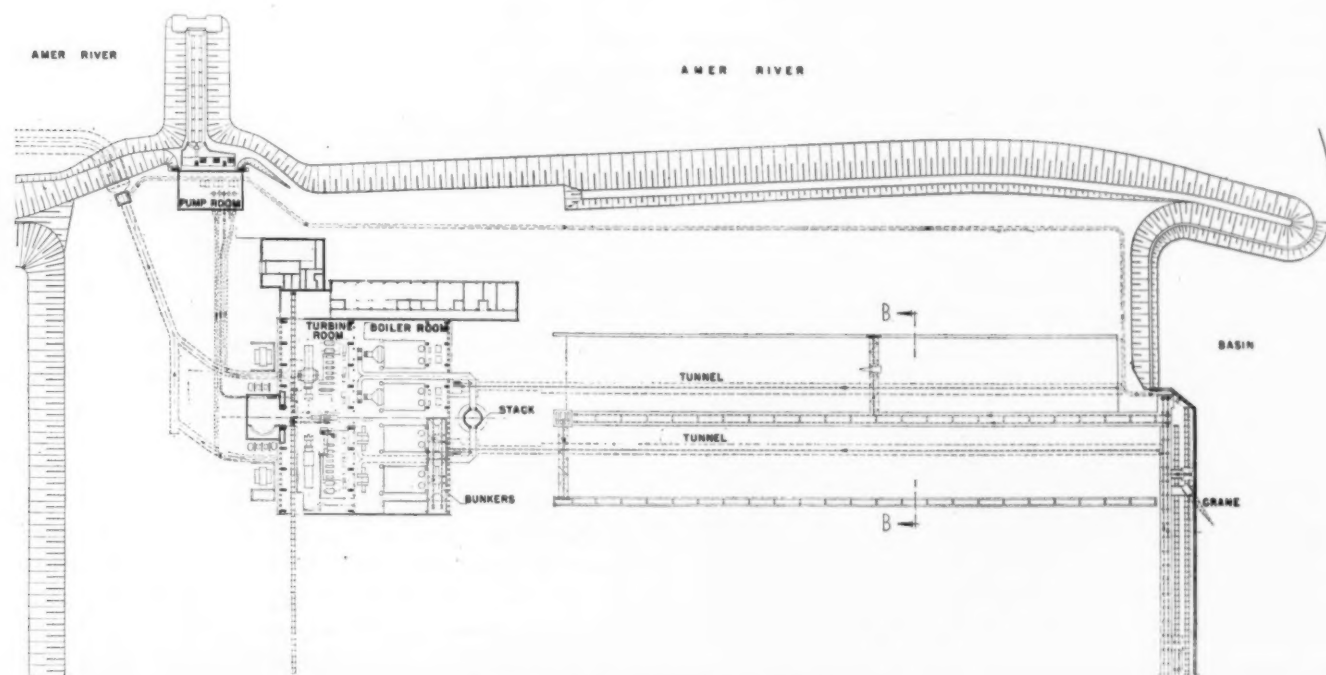 AMER RIVER
AMER RIVER
PUMP ROOM
TURBINE
ROOM
BOILER ROOM
B
BASIN
TUNNEL
STACK
TUNNEL
BUNKERS
CRANE
B